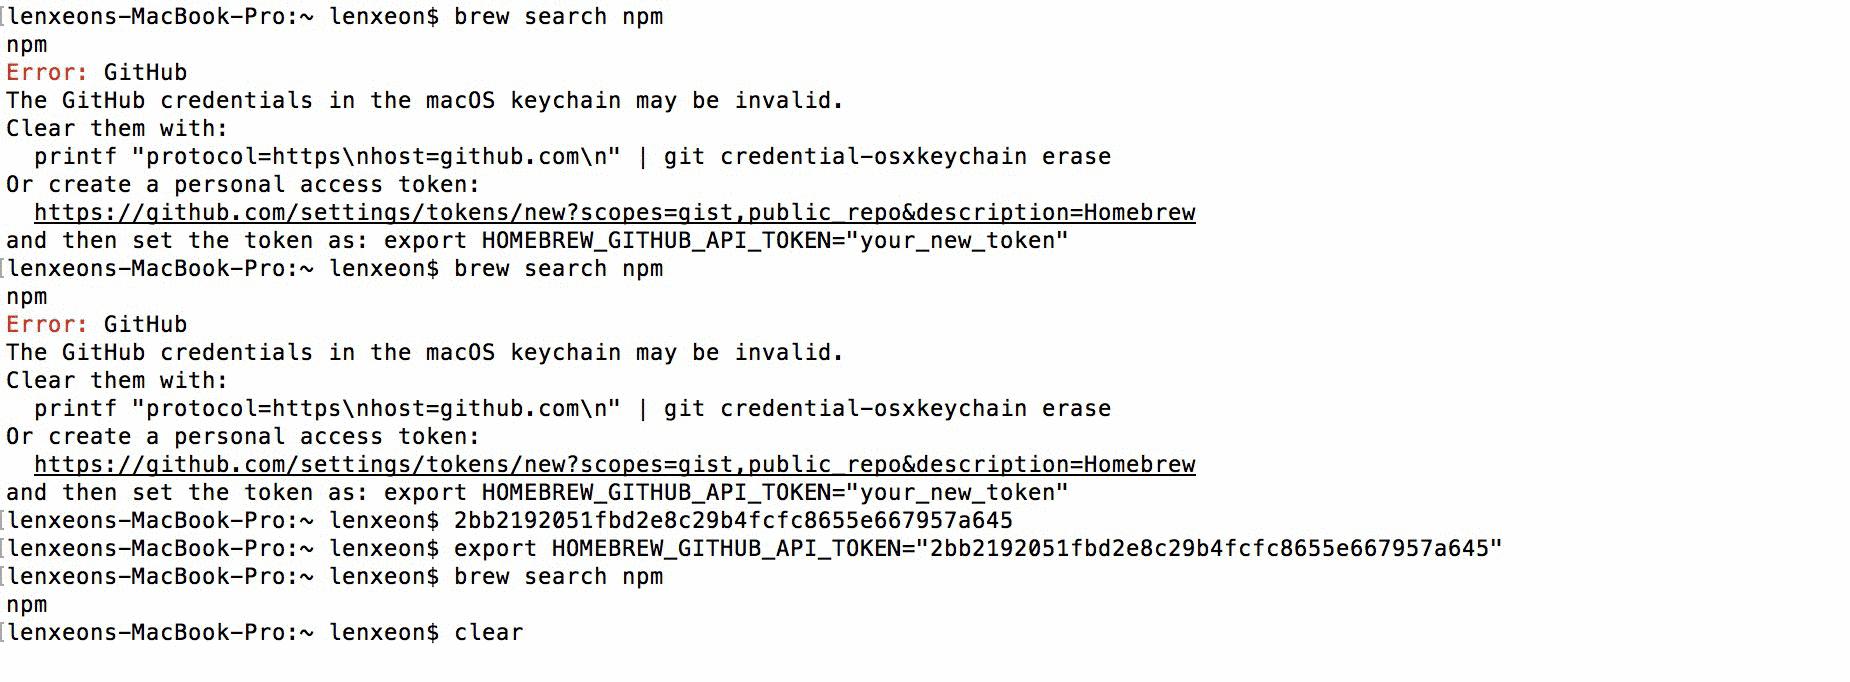 [lenxeons-MacBook-Pro:~ lenxeon$ brew search npm
npm
Error: GitHub
The GitHub credentials in the macOS keychain may be invalid.
Clear them with:
  printf "protocol=https\nhost=github.com\n" | git credential-osxkeychain erase
Or create a personal access token:
  https://github.com/settings/tokens/new?scopes=gist,public_repo&description=Homebrew
and then set the token as: export HOMEBREW_GITHUB_API_TOKEN="your_new_token"
[lenxeons-MacBook-Pro:~ lenxeon$ brew search npm
npm
Error: GitHub
The GitHub credentials in the macOS keychain may be invalid.
Clear them with:
  printf "protocol=https\nhost=github.com\n" | git credential-osxkeychain erase
Or create a personal access token:
  https://github.com/settings/tokens/new?scopes=gist,public_repo&description=Homebrew
and then set the token as: export HOMEBREW_GITHUB_API_TOKEN="your_new_token"
[lenxeons-MacBook-Pro:~ lenxeon$ 2bb2192051fbd2e8c29b4fcfc8655e667957a645
[lenxeons-MacBook-Pro:~ lenxeon$ export HOMEBREW_GITHUB_API_TOKEN="2bb2192051fbd2e8c29b4fcfc8655e667957a645"
[lenxeons-MacBook-Pro:~ lenxeon$ brew search npm
npm
[lenxeons-MacBook-Pro:~ lenxeon$ clear